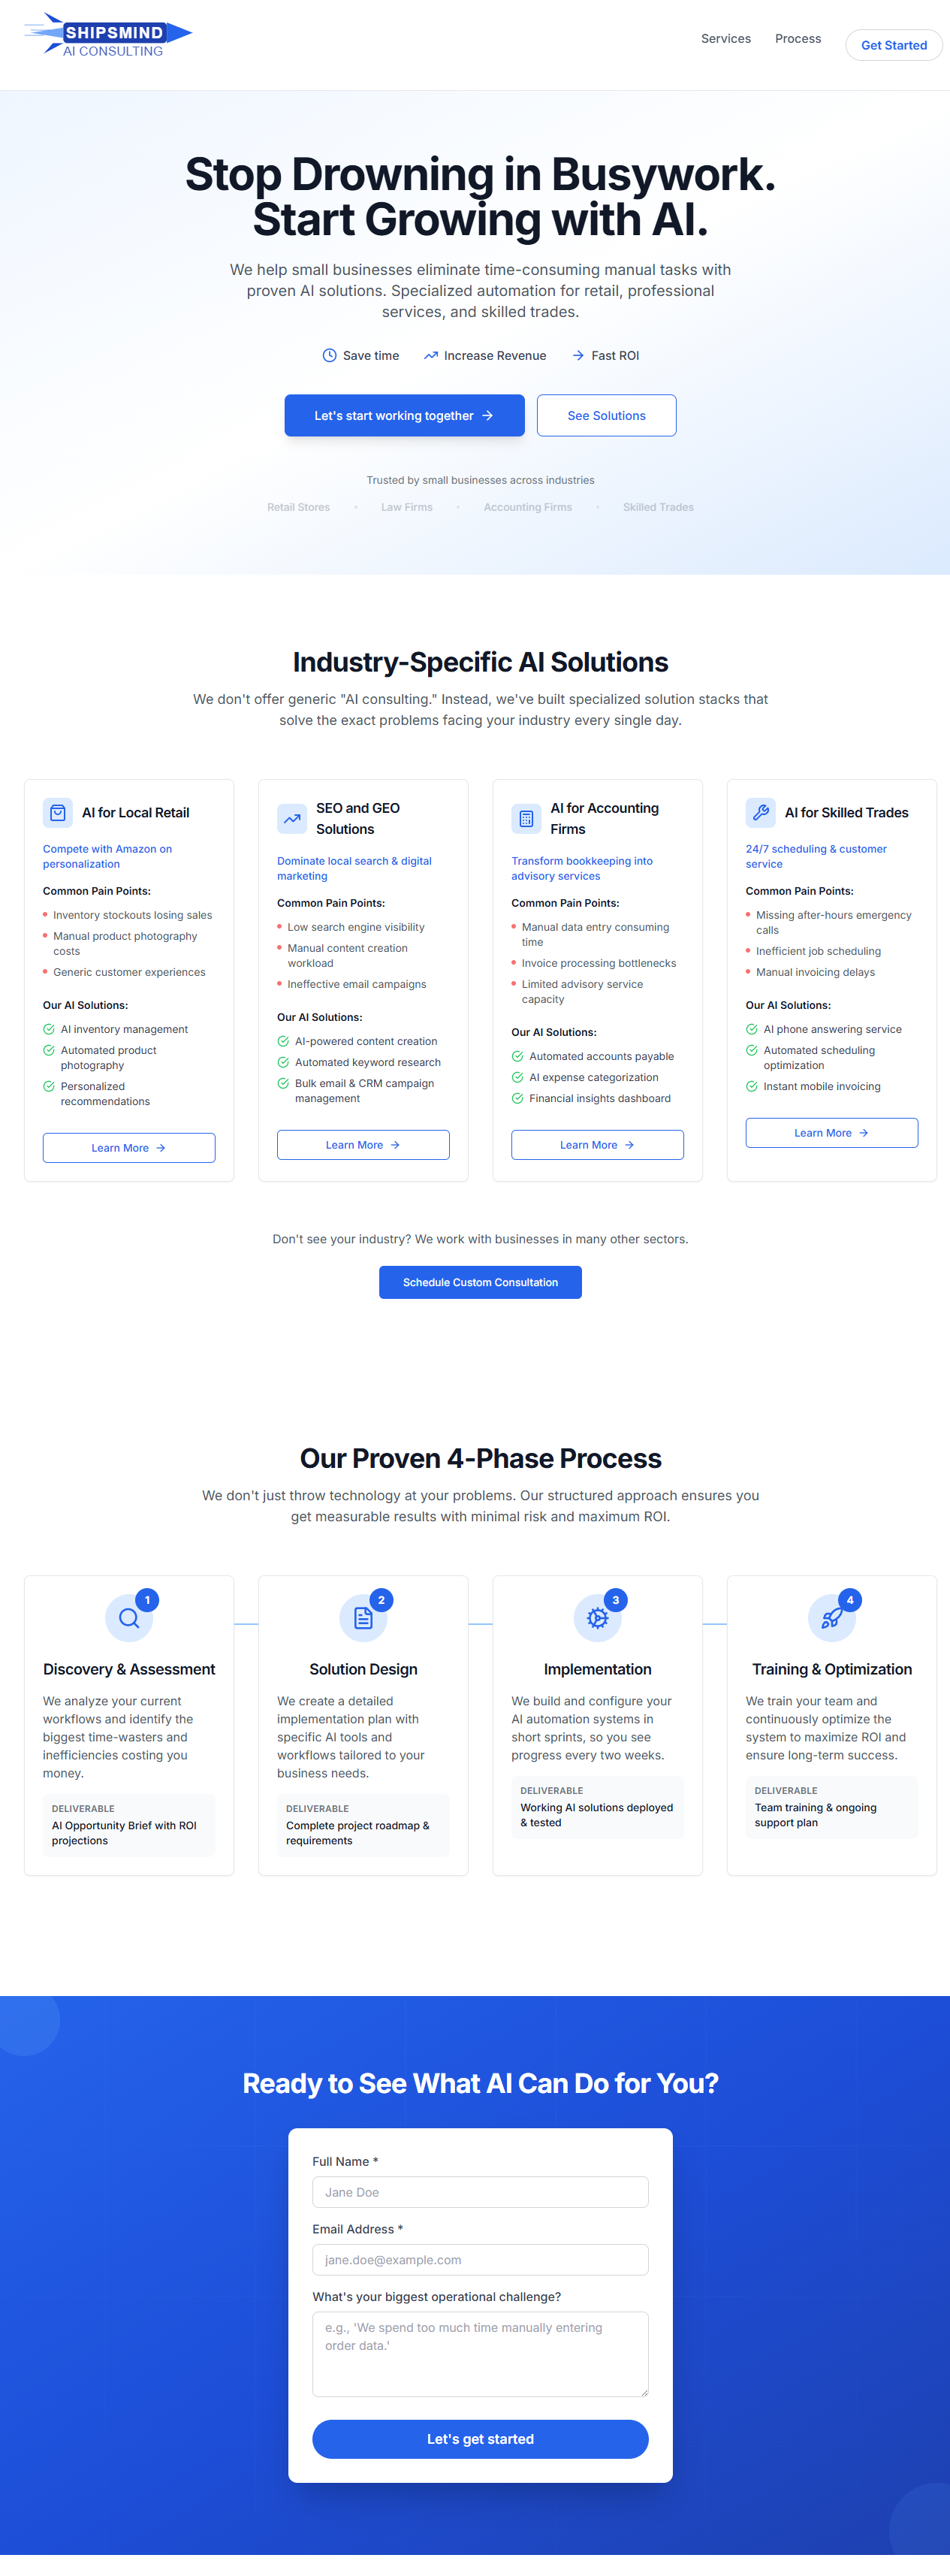 SHIPSMIND
AI CONSULTING
Services
Process
Get Started
Stop Drowning in Busywork.
Start Growing with AI.
We help small businesses eliminate time-consuming manual tasks with
proven AI solutions. Specialized automation for retail, professional
services, and skilled trades.
Save time
Increase Revenue
Fast ROI
Let's start working together
See Solutions
Trusted by small businesses across industries
Retail Stores • Law Firms • Accounting Firms • Skilled Trades
Industry-Specific AI Solutions
We don't offer generic "AI consulting." Instead, we've built specialized solution stacks that
solve the exact problems facing your industry every single day.
AI for Local Retail
Compete with Amazon on
personalization
Common Pain Points:
Inventory stockouts losing sales
Manual product photography
costs
Generic customer experiences
Our AI Solutions:
AI inventory management
Automated product
photography
Personalized
recommendations
Learn More
SEO and GEO
Solutions
Dominate local search & digital
marketing
Common Pain Points:
Low search engine visibility
Manual content creation
workload
Ineffective email campaigns
Our AI Solutions:
AI-powered content creation
Automated keyword research
Bulk email & CRM campaign
management
Learn More
AI for Accounting
Firms
Transform bookkeeping into
advisory services
Common Pain Points:
Manual data entry consuming
time
Invoice processing bottlenecks
Limited advisory service
capacity
Our AI Solutions:
Automated accounts payable
AI expense categorization
Financial insights dashboard
Learn More
AI for Skilled Trades
24/7 scheduling & customer
service
Common Pain Points:
Missing after-hours emergency
calls
Inefficient job scheduling
Manual invoicing delays
Our AI Solutions:
AI phone answering service
Automated scheduling
optimization
Instant mobile invoicing
Learn More
Don't see your industry? We work with businesses in many other sectors.
Schedule Custom Consultation
Our Proven 4-Phase Process
We don't just throw technology at your problems. Our structured approach ensures you
get measurable results with minimal risk and maximum ROI.
1
Discovery & Assessment
We analyze your current
workflows and identify the
biggest time-wasters and
inefficiencies costing you
money.
DELIVERABLE
AI Opportunity Brief with ROI
projections
2
Solution Design
We create a detailed
implementation plan with
specific AI tools and
workflows tailored to your
business needs.
DELIVERABLE
Complete project roadmap &
requirements
3
Implementation
We build and configure your
AI automation systems in
short sprints, so you see
progress every two weeks.
DELIVERABLE
Working AI solutions deployed
& tested
4
Training & Optimization
We train your team and
continuously optimize the
system to maximize ROI and
ensure long-term success.
DELIVERABLE
Team training & ongoing
support plan
Ready to See What AI Can Do for You?
Full Name *
Jane Doe
Email Address *
jane.doe@example.com
What's your biggest operational challenge?
e.g., 'We spend too much time manually entering
order data.'
Let's get started